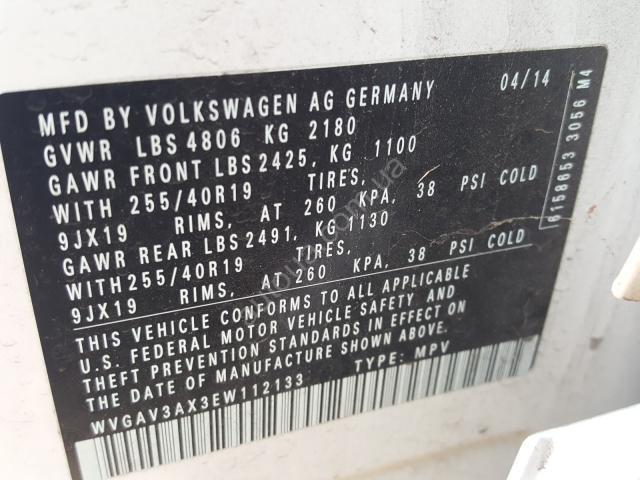 MFD BY VOLKSWAGEN AG GERMANY 04/14
GVWR LBS 4806 KG 2180
GAWR FRONT LBS 2425, KG 1100
WITH 255/40R19 TIRES,
9JX19 RIMS, AT 260 KPA, 38 PSI COLD
GAWR REAR LBS 2491, KG 1130
WITH 255/40R19 TIRES,
9JX19 RIMS, AT 260 KPA, 38 PSI COLD
THIS VEHICLE CONFORMS TO ALL APPLICABLE
U.S. FEDERAL MOTOR VEHICLE SAFETY AND
THEFT PREVENTION STANDARDS IN EFFECT ON
THE DATE OF MANUFACTURE SHOWN ABOVE.
WVGAV3AX3EW112133 TYPE: MPV
6158653 3056 M4